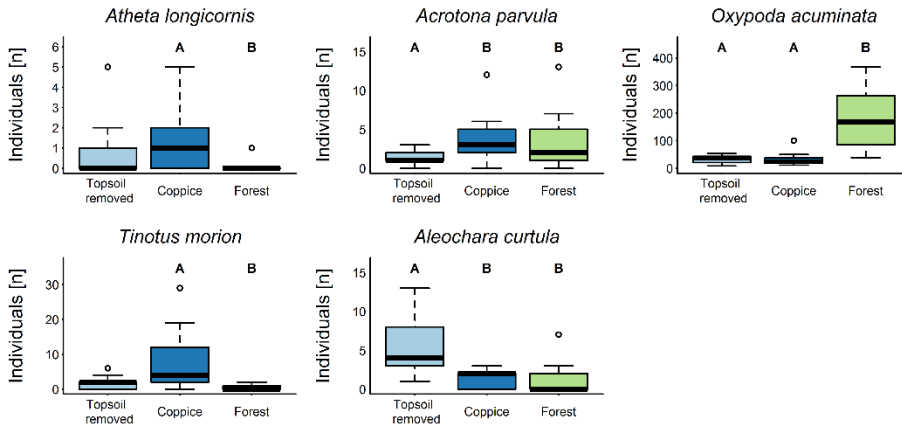 Atheta longicornis
Individuals [n]
6
5
4
3
2
1
0
A
B
Topsoil
removed
Coppice
Forest
Acrotona parvula
Individuals [n]
15
10
5
0
A
B
B
Topsoil
removed
Coppice
Forest
Oxypoda acuminata
Individuals [n]
400
300
200
100
0
A
A
B
Topsoil
removed
Coppice
Forest
Tinotus morion
Individuals [n]
30
20
10
0
A
B
Topsoil
removed
Coppice
Forest
Aleochara curtula
Individuals [n]
15
10
5
0
A
B
B
Topsoil
removed
Coppice
Forest